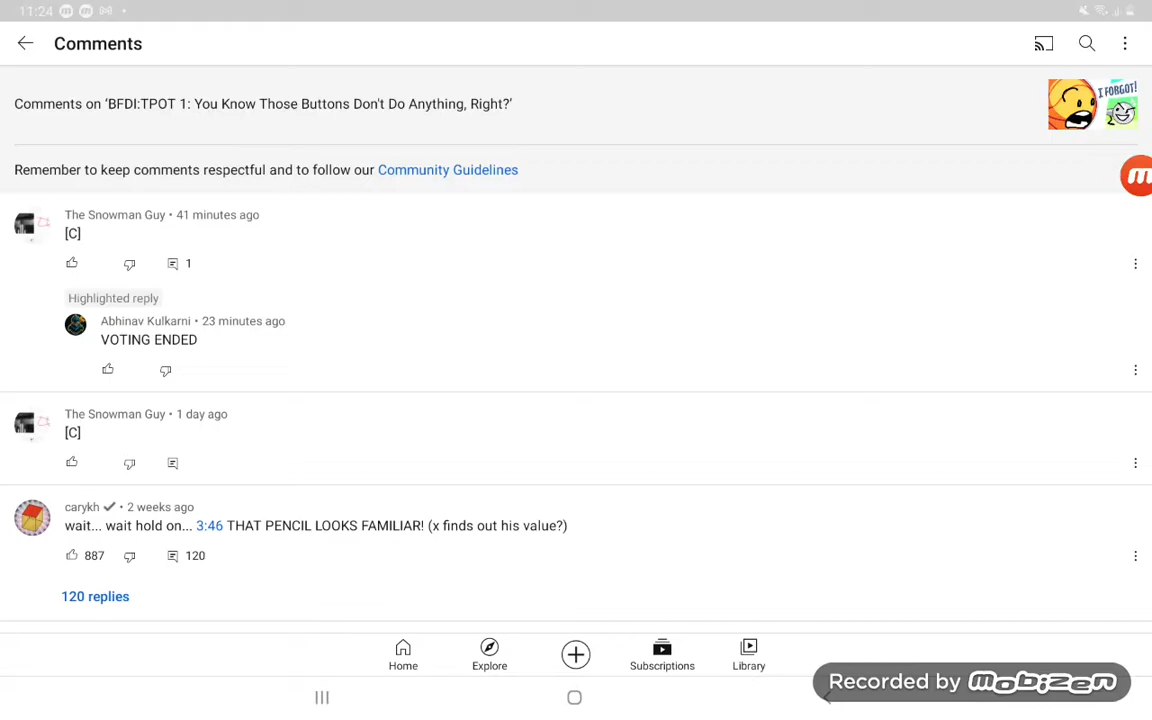 11:24
Comments
Comments on ‘BFDI:TPOT 1: You Know Those Buttons Don't Do Anything, Right?’
I FORGOT!
Remember to keep comments respectful and to follow our Community Guidelines
The Snowman Guy • 41 minutes ago
[C]
1
Highlighted reply
Abhinav Kulkarni • 23 minutes ago
VOTING ENDED
The Snowman Guy • 1 day ago
[C]
carykh • 2 weeks ago
wait... wait hold on... 3:46 THAT PENCIL LOOKS FAMILIAR! (x finds out his value?)
887 120
120 replies
Home Explore Subscriptions Library
Recorded by mobizen